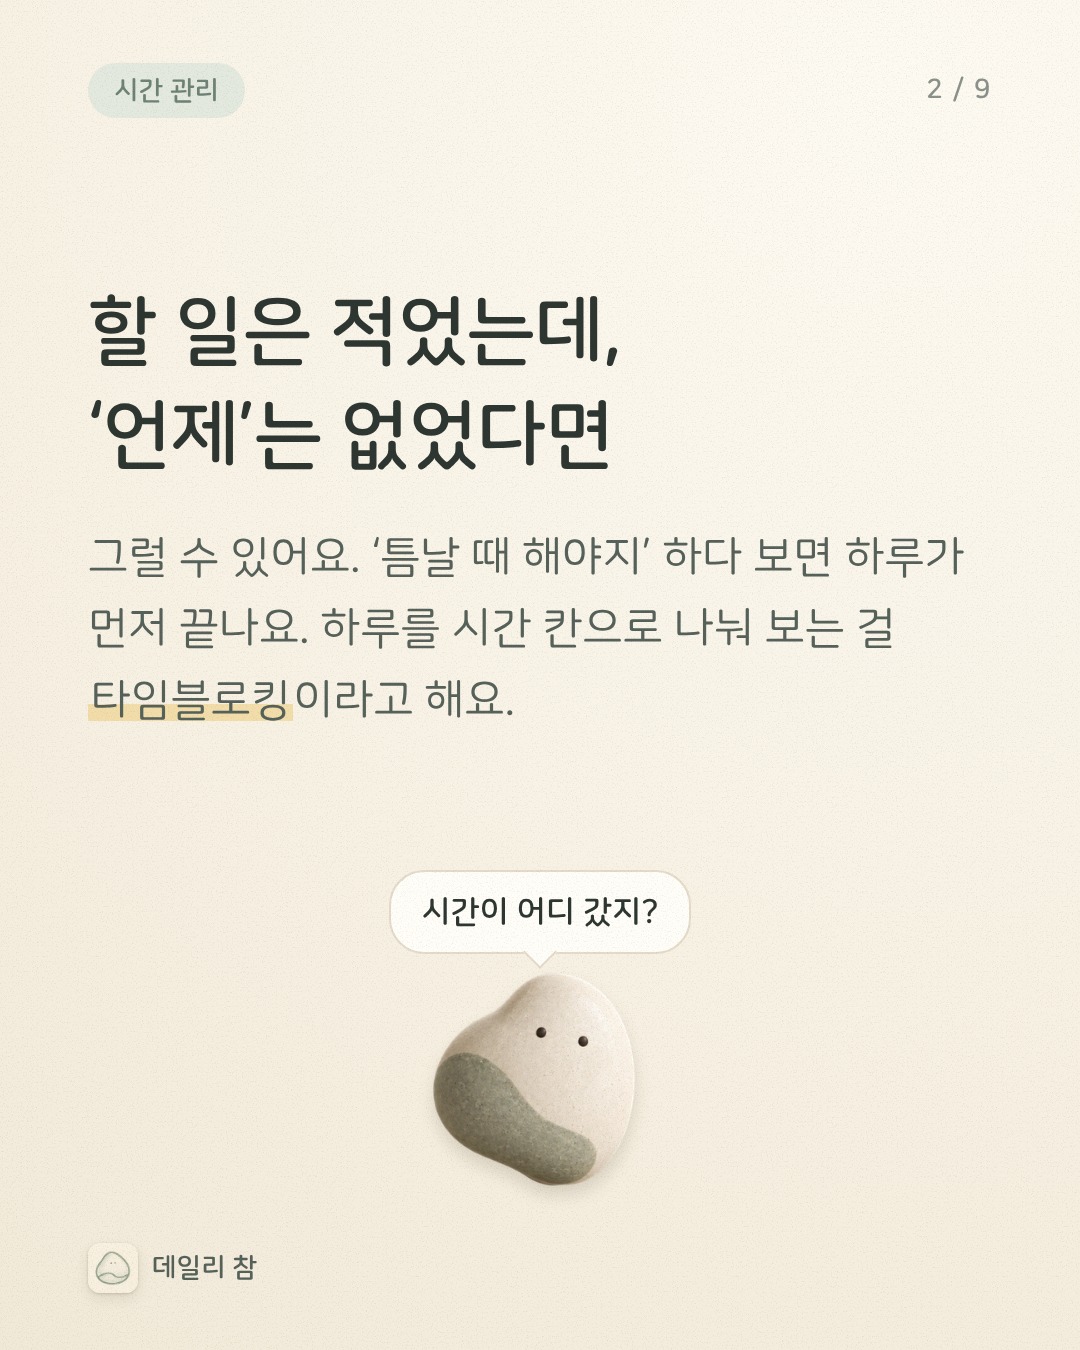 시간 관리
2 / 9
할 일은 적었는데,
‘언제’는 없었다면
그럴 수 있어요. ‘틈날 때 해야지’ 하다 보면 하루가
먼저 끝나요. 하루를 시간 칸으로 나눠 보는 걸
타임블로킹이라고 해요.
시간이 어디 갔지?
데일리 참